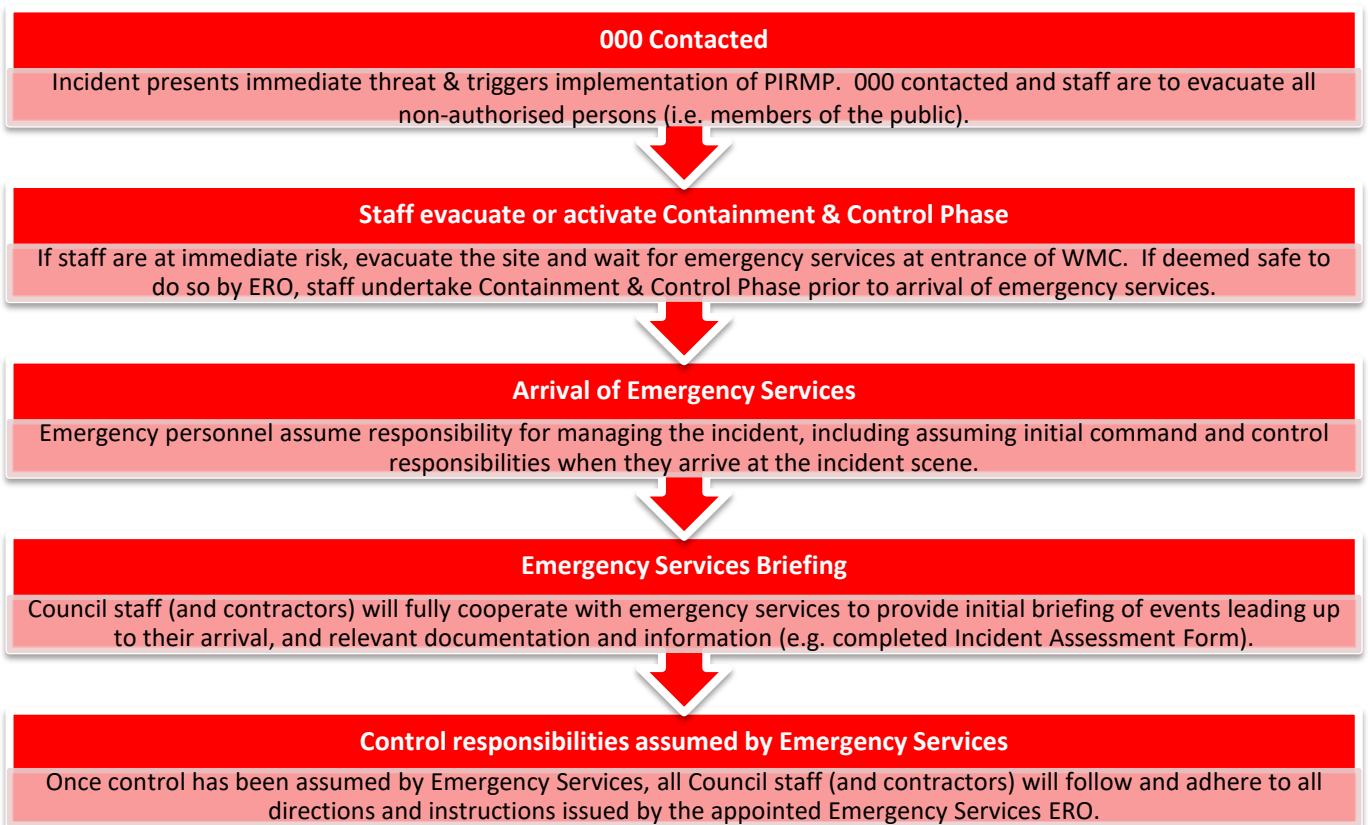 000 Contacted
Incident presents immediate threat & triggers implementation of PIRMP.  000 contacted and staff are to evacuate all
non-authorised persons (i.e. members of the public).
Staff evacuate or activate Containment & Control Phase
If staff are at immediate risk, evacuate the site and wait for emergency services at entrance of WMC.  If deemed safe to
do so by ERO, staff undertake Containment & Control Phase prior to arrival of emergency services.
Arrival of Emergency Services
Emergency personnel assume responsibility for managing the incident, including assuming initial command and control
responsibilities when they arrive at the incident scene.
Emergency Services Briefing
Council staff (and contractors) will fully cooperate with emergency services to provide initial briefing of events leading up
to their arrival, and relevant documentation and information (e.g. completed Incident Assessment Form).
Control responsibilities assumed by Emergency Services
Once control has been assumed by Emergency Services, all Council staff (and contractors) will follow and adhere to all
directions and instructions issued by the appointed Emergency Services ERO.